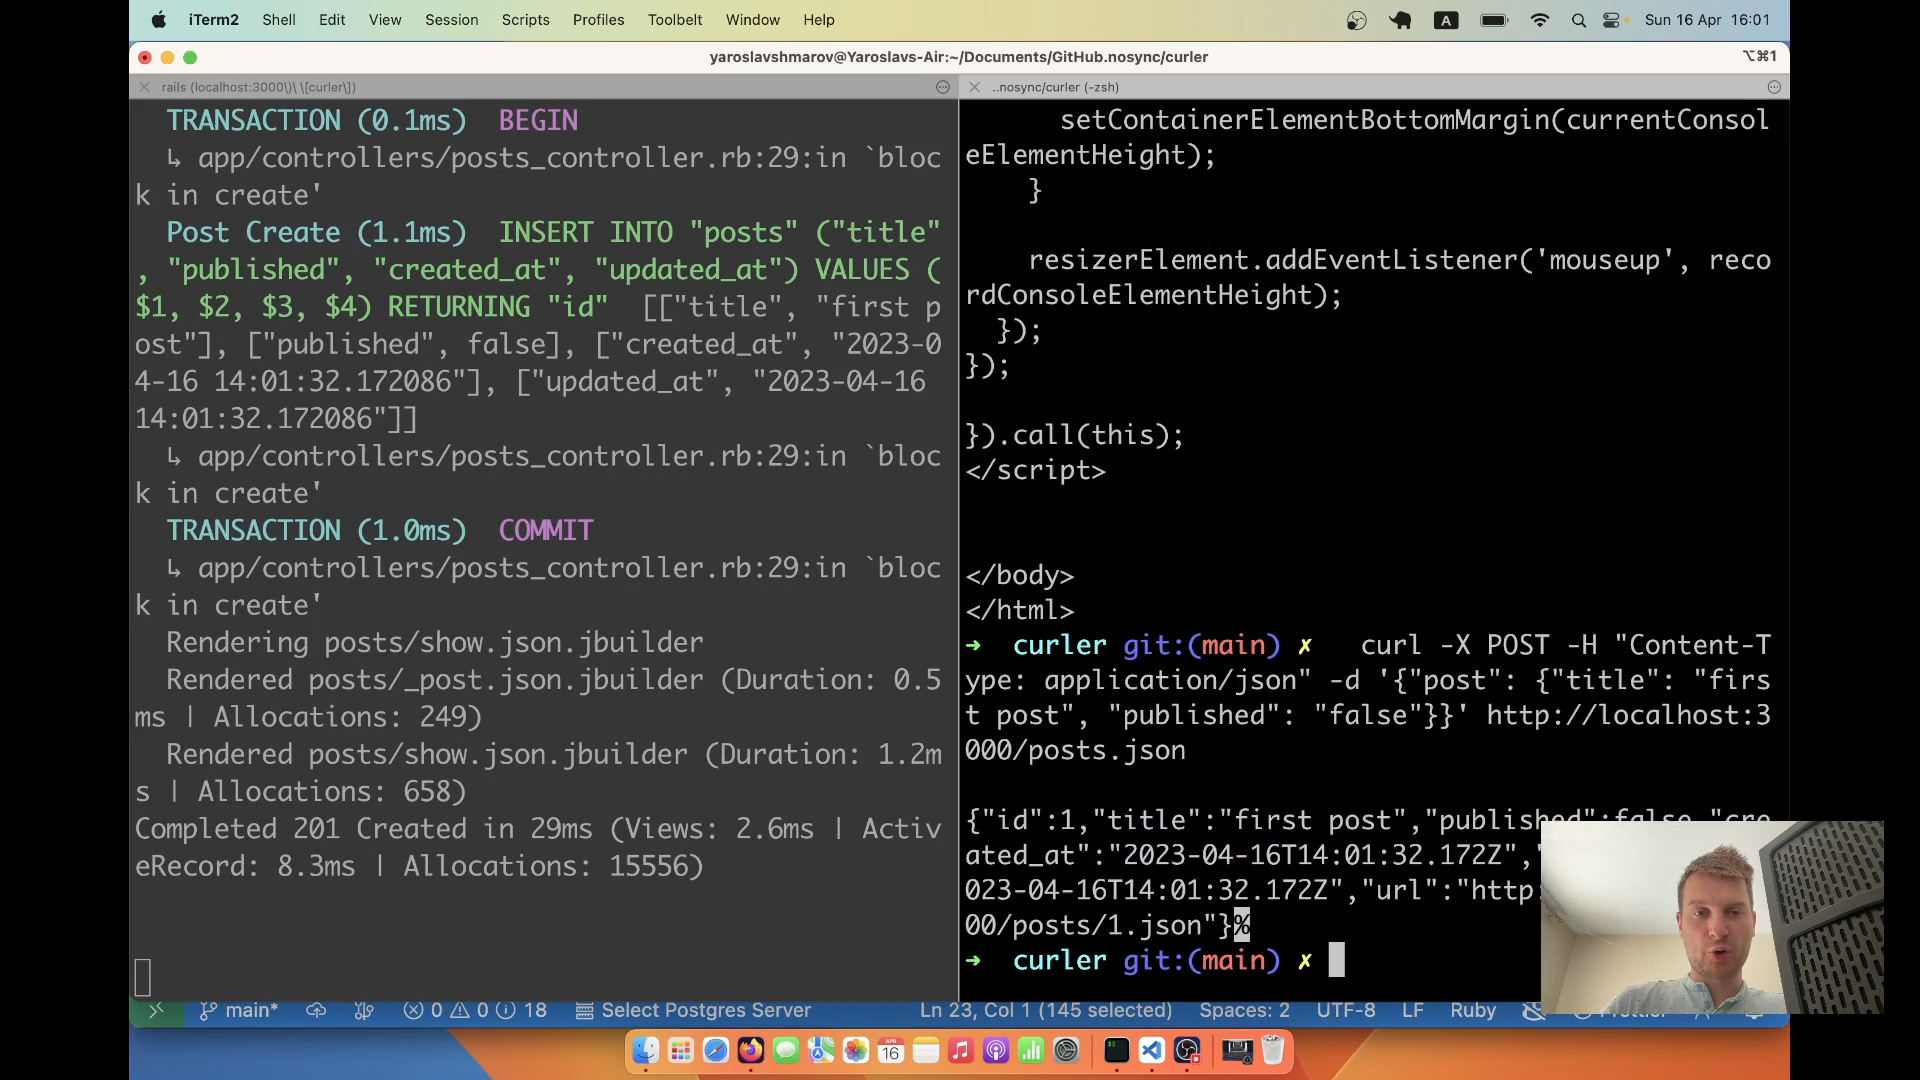 iTerm2 Shell Edit View Session Scripts Profiles Toolbelt Window Help A Sun 16 Apr 16:01
yaroslavshmarov@Yaroslavs-Air:~/Documents/GitHub.nosync/curler ⌥⌘1
rails (localhost:3000\)\ \[curler\])
TRANSACTION (0.1ms) BEGIN
↳ app/controllers/posts_controller.rb:29:in `bloc
k in create'
Post Create (1.1ms) INSERT INTO "posts" ("title"
, "published", "created_at", "updated_at") VALUES (
$1, $2, $3, $4) RETURNING "id" [["title", "first p
ost"], ["published", false], ["created_at", "2023-0
4-16 14:01:32.172086"], ["updated_at", "2023-04-16
14:01:32.172086"]]
↳ app/controllers/posts_controller.rb:29:in `bloc
k in create'
TRANSACTION (1.0ms) COMMIT
↳ app/controllers/posts_controller.rb:29:in `bloc
k in create'
Rendering posts/show.json.jbuilder
Rendered posts/_post.json.jbuilder (Duration: 0.5
ms | Allocations: 249)
Rendered posts/show.json.jbuilder (Duration: 1.2m
s | Allocations: 658)
Completed 201 Created in 29ms (Views: 2.6ms | Activ
eRecord: 8.3ms | Allocations: 15556)
..nosync/curler (-zsh)
setContainerElementBottomMargin(currentConsol
eElementHeight);
}
resizerElement.addEventListener('mouseup', reco
rdConsoleElementHeight);
});
});
}).call(this);
</script>
</body>
</html>
➜ curler git:(main) ✗ curl -X POST -H "Content-T
ype: application/json" -d '{"post": {"title": "firs
t post", "published": "false"}}' http://localhost:3
000/posts.json
{"id":1,"title":"first post","published":false,"cre
ated_at":"2023-04-16T14:01:32.172Z","
023-04-16T14:01:32.172Z","url":"http:
00/posts/1.json"}%
➜ curler git:(main) ✗
main* 0 0 18 Select Postgres Server Ln 23, Col 1 (145 selected) Spaces: 2 UTF-8 LF Ruby
APR
16